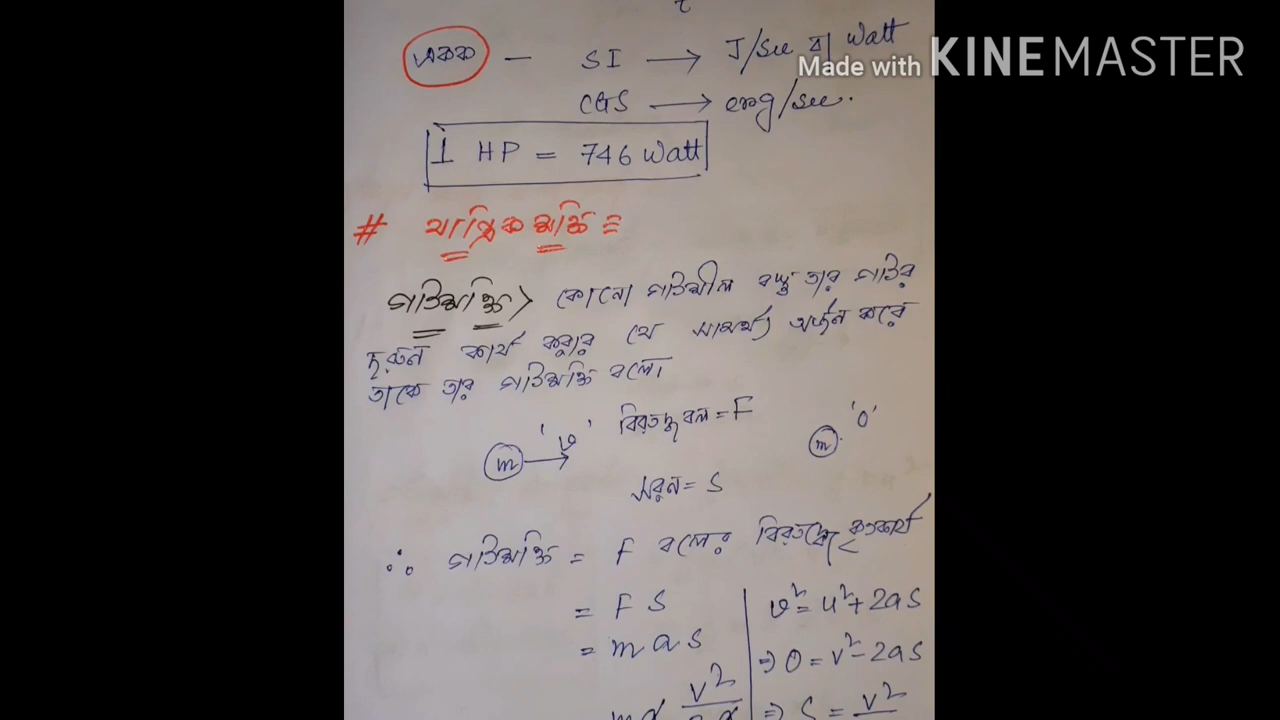 একক — SI → J/sec বা Watt
Made with KINEMASTER
CGS → erg/sec.
1 HP = 746 Watt
# যান্ত্রিক শক্তি =
গতিশক্তি > কোনো গতিশীল বস্তু তার গতির
দরুন কার্য করার যে সামর্থ্য অর্জন করে
তাকে তার গতিশক্তি বলে।
m → 'v' বিরুদ্ধ বল = F m '0'
সরন = S
∴ গতিশক্তি = F বলের বিরুদ্ধে কৃতকার্য
= F S
= m a s
v² = u² + 2as
⇒ 0 = v² - 2as
⇒ S = v²